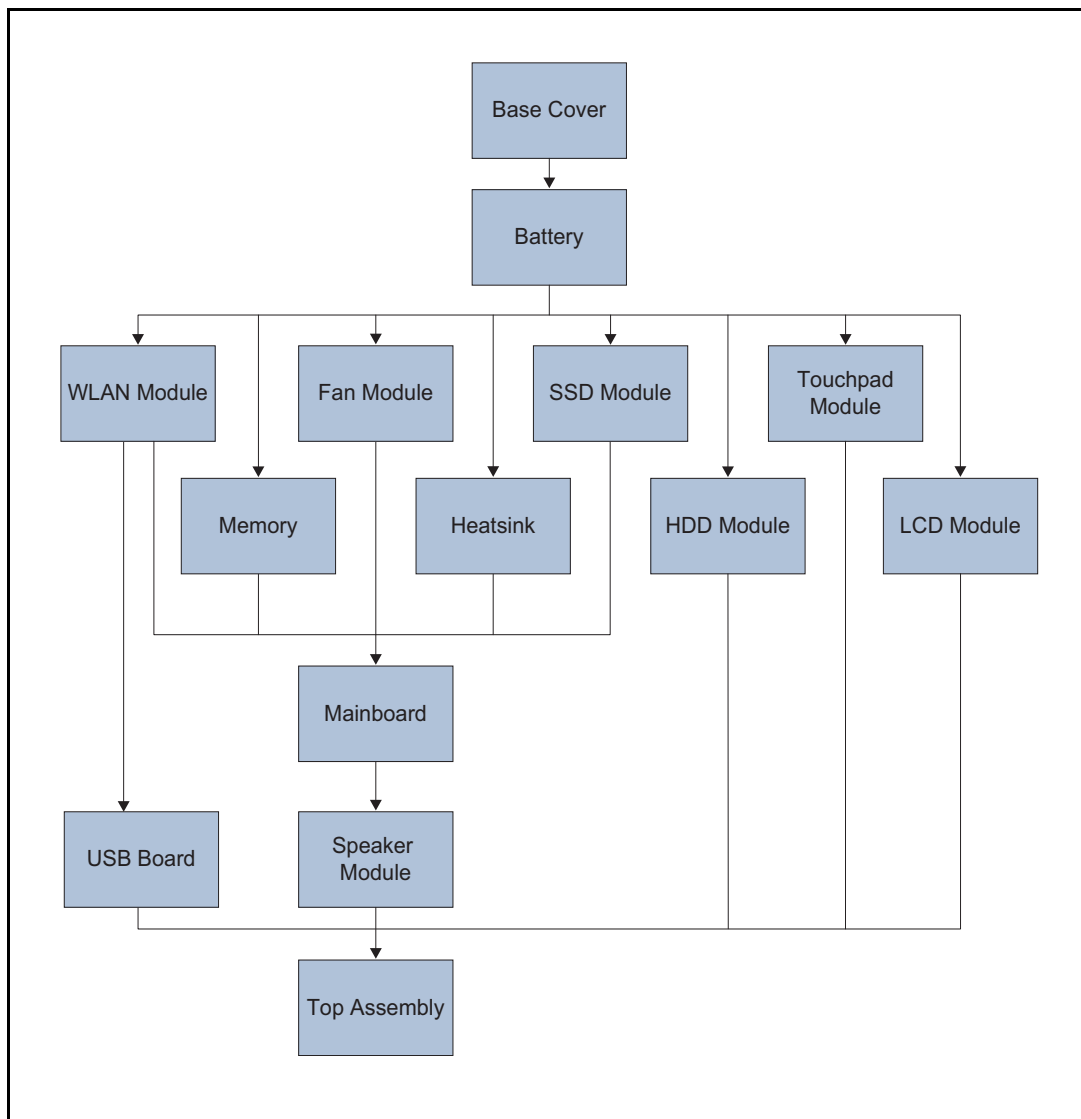 Base Cover
Battery
WLAN Module
Fan Module
SSD Module
Touchpad
Module
Memory
Heatsink
HDD Module
LCD Module
Mainboard
USB Board
Speaker
Module
Top Assembly